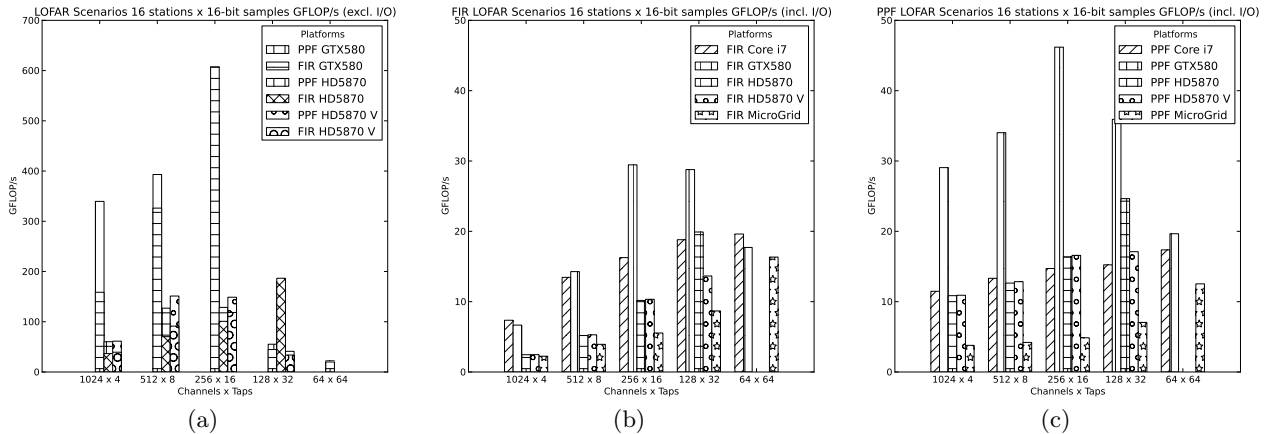 LOFAR Scenarios 16 stations x 16-bit samples GFLOP/s (excl. I/O)
700
600
500
400
300
200
100
0
GFLOP/s
Platforms
PPF GTX580
FIR GTX580
PPF HD5870
FIR HD5870
PPF HD5870 V
FIR HD5870 V
1024 x 4
512 x 8
256 x 16
128 x 32
64 x 64
Channels x Taps
(a)
FIR LOFAR Scenarios 16 stations x 16-bit samples GFLOP/s (incl. I/O)
50
40
30
20
10
0
GFLOP/s
Platforms
FIR Core i7
FIR GTX580
FIR HD5870
FIR HD5870 V
FIR MicroGrid
1024 x 4
512 x 8
256 x 16
128 x 32
64 x 64
Channels x Taps
(b)
PPF LOFAR Scenarios 16 stations x 16-bit samples GFLOP/s (incl. I/O)
50
40
30
20
10
0
GFLOP/s
Platforms
PPF Core i7
PPF GTX580
PPF HD5870
PPF HD5870 V
PPF MicroGrid
1024 x 4
512 x 8
256 x 16
128 x 32
64 x 64
Channels x Taps
(c)